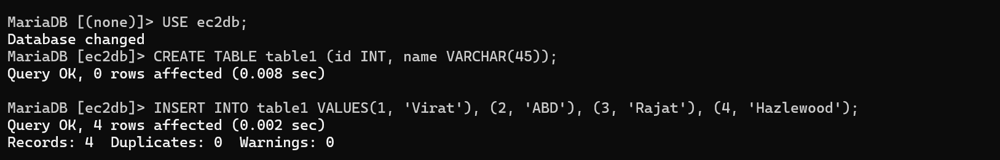 MariaDB [(none)]> USE ec2db;
Database changed
MariaDB [ec2db]> CREATE TABLE table1 (id INT, name VARCHAR(45));
Query OK, 0 rows affected (0.008 sec)
MariaDB [ec2db]> INSERT INTO table1 VALUES(1, 'Virat'), (2, 'ABD'), (3, 'Rajat'), (4, 'Hazlewood');
Query OK, 4 rows affected (0.002 sec)
Records: 4  Duplicates: 0  Warnings: 0